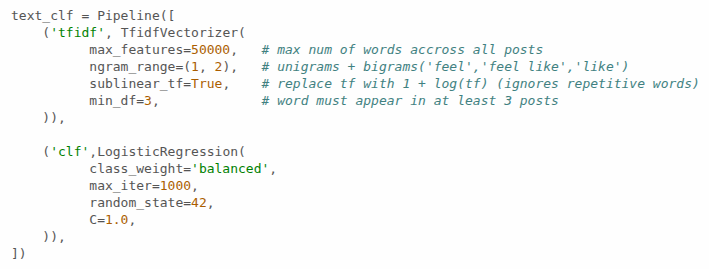 text_clf = Pipeline([
    ('tfidf', TfidfVectorizer(
          max_features=50000,   # max num of words accross all posts
          ngram_range=(1, 2),   # unigrams + bigrams('feel','feel like','like')
          sublinear_tf=True,    # replace tf with 1 + log(tf) (ignores repetitive words)
          min_df=3,             # word must appear in at least 3 posts
    )),

    ('clf',LogisticRegression(
          class_weight='balanced',
          max_iter=1000,
          random_state=42,
          C=1.0,
    )),
])